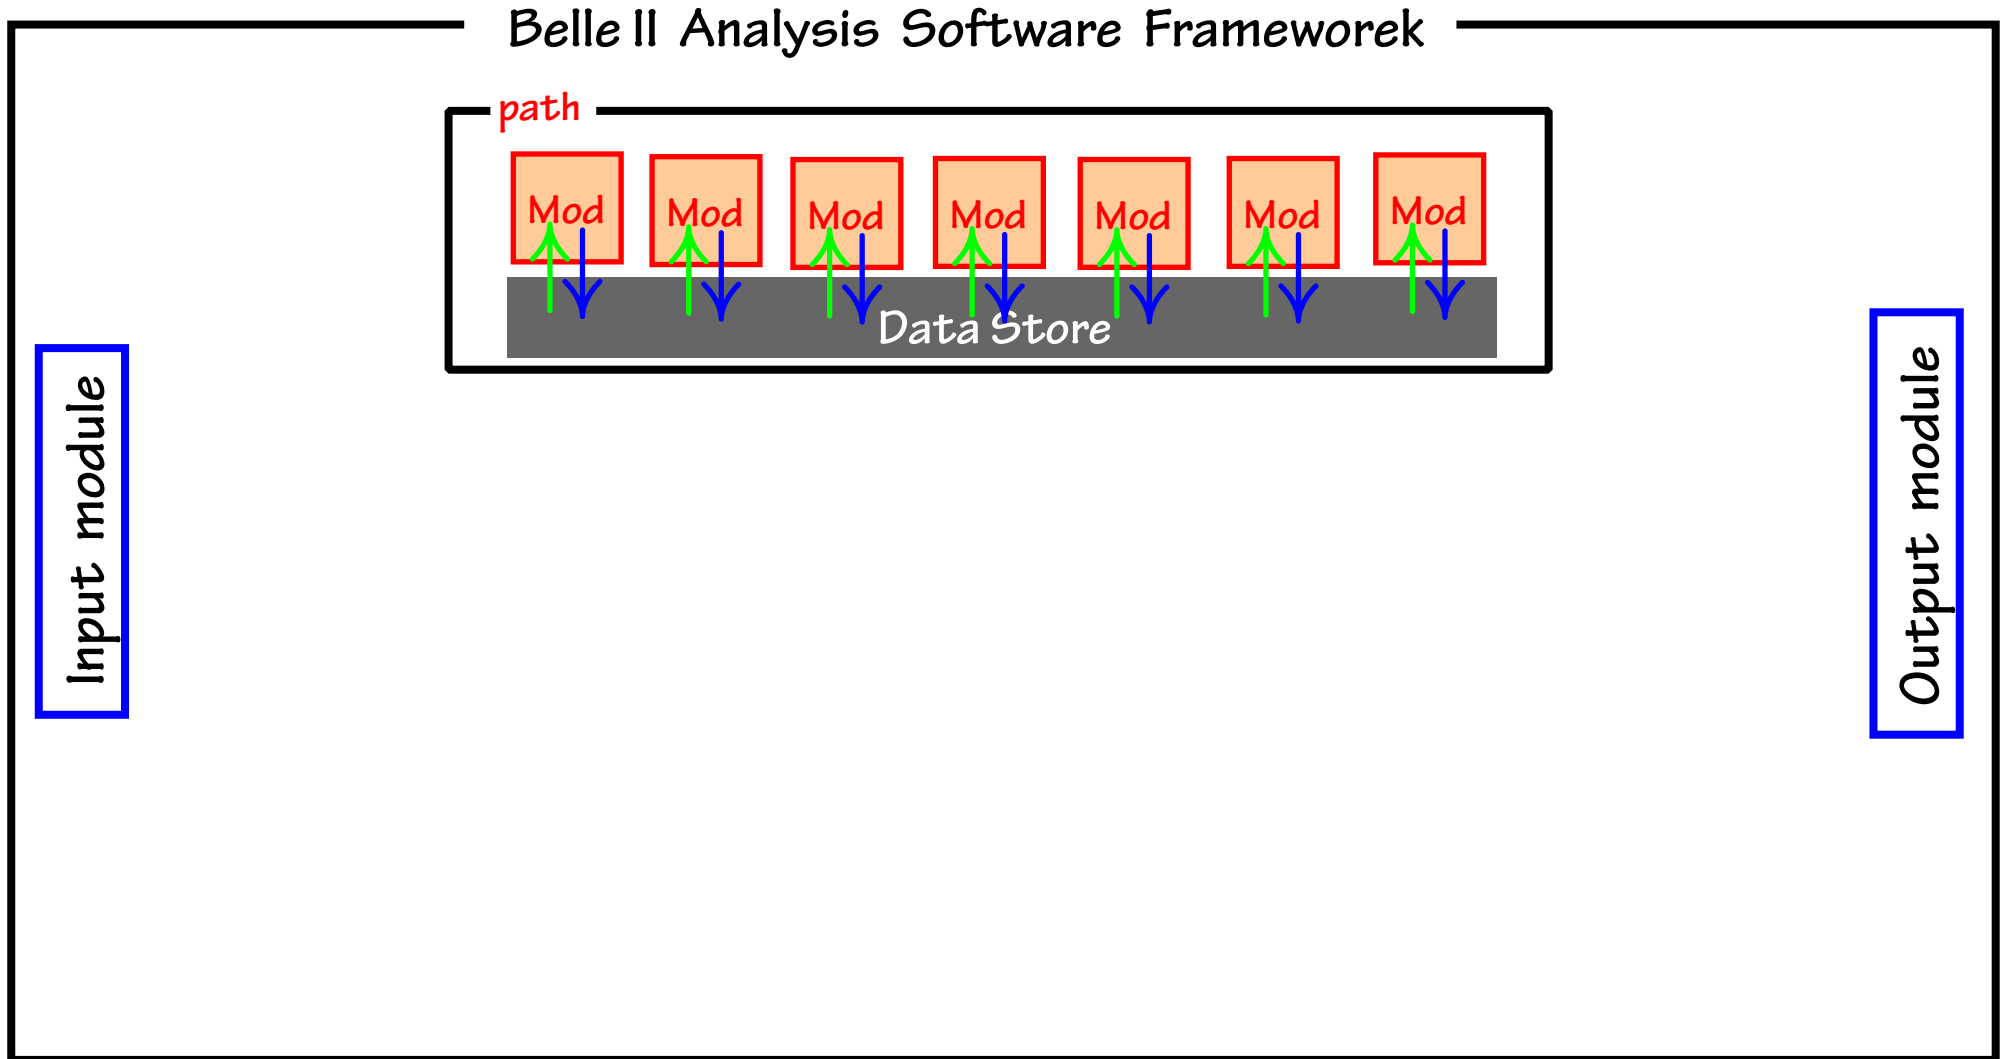 Belle II Analysis Software Frameworek
path
Mod Mod Mod Mod Mod Mod Mod
Data Store
Input module
Output module